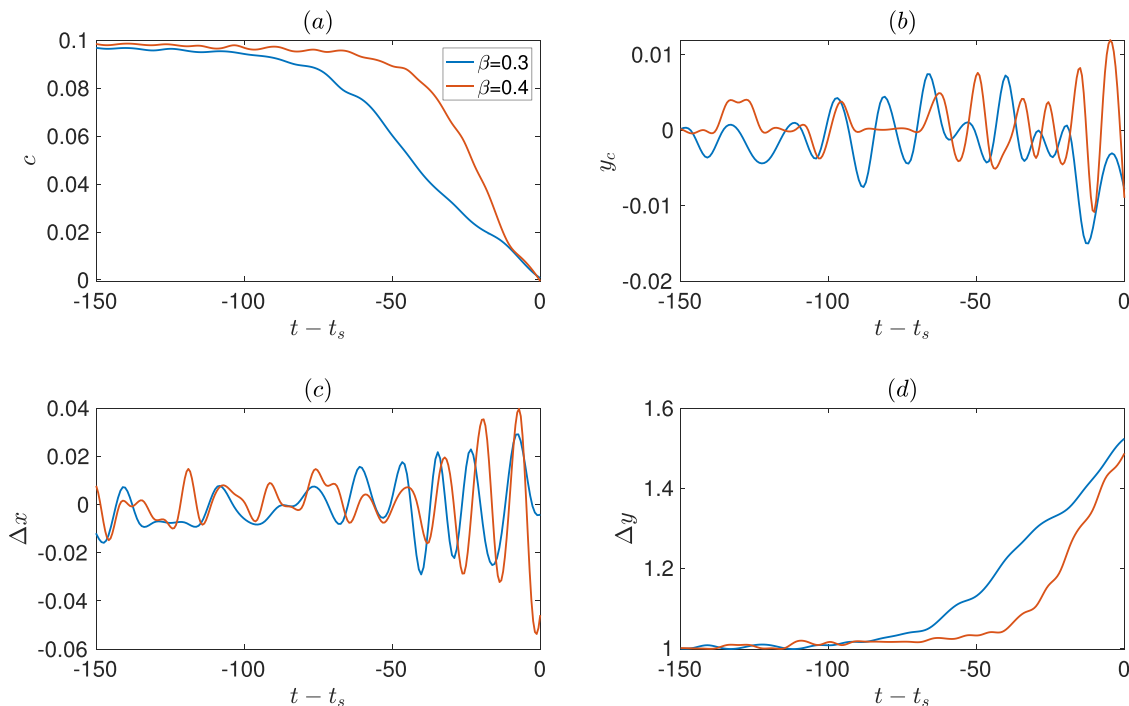 (a)
0.1
0.08
0.06
0.04
0.02
0
c
β=0.3
β=0.4
-150
-100
-50
0
t − t_s
(b)
0.01
0
-0.01
-0.02
y_c
-150
-100
-50
0
t − t_s
(c)
0.04
0.02
0
-0.02
-0.04
-0.06
Δx
-150
-100
-50
0
t − t_s
(d)
1.6
1.4
1.2
1
Δy
-150
-100
-50
0
t − t_s